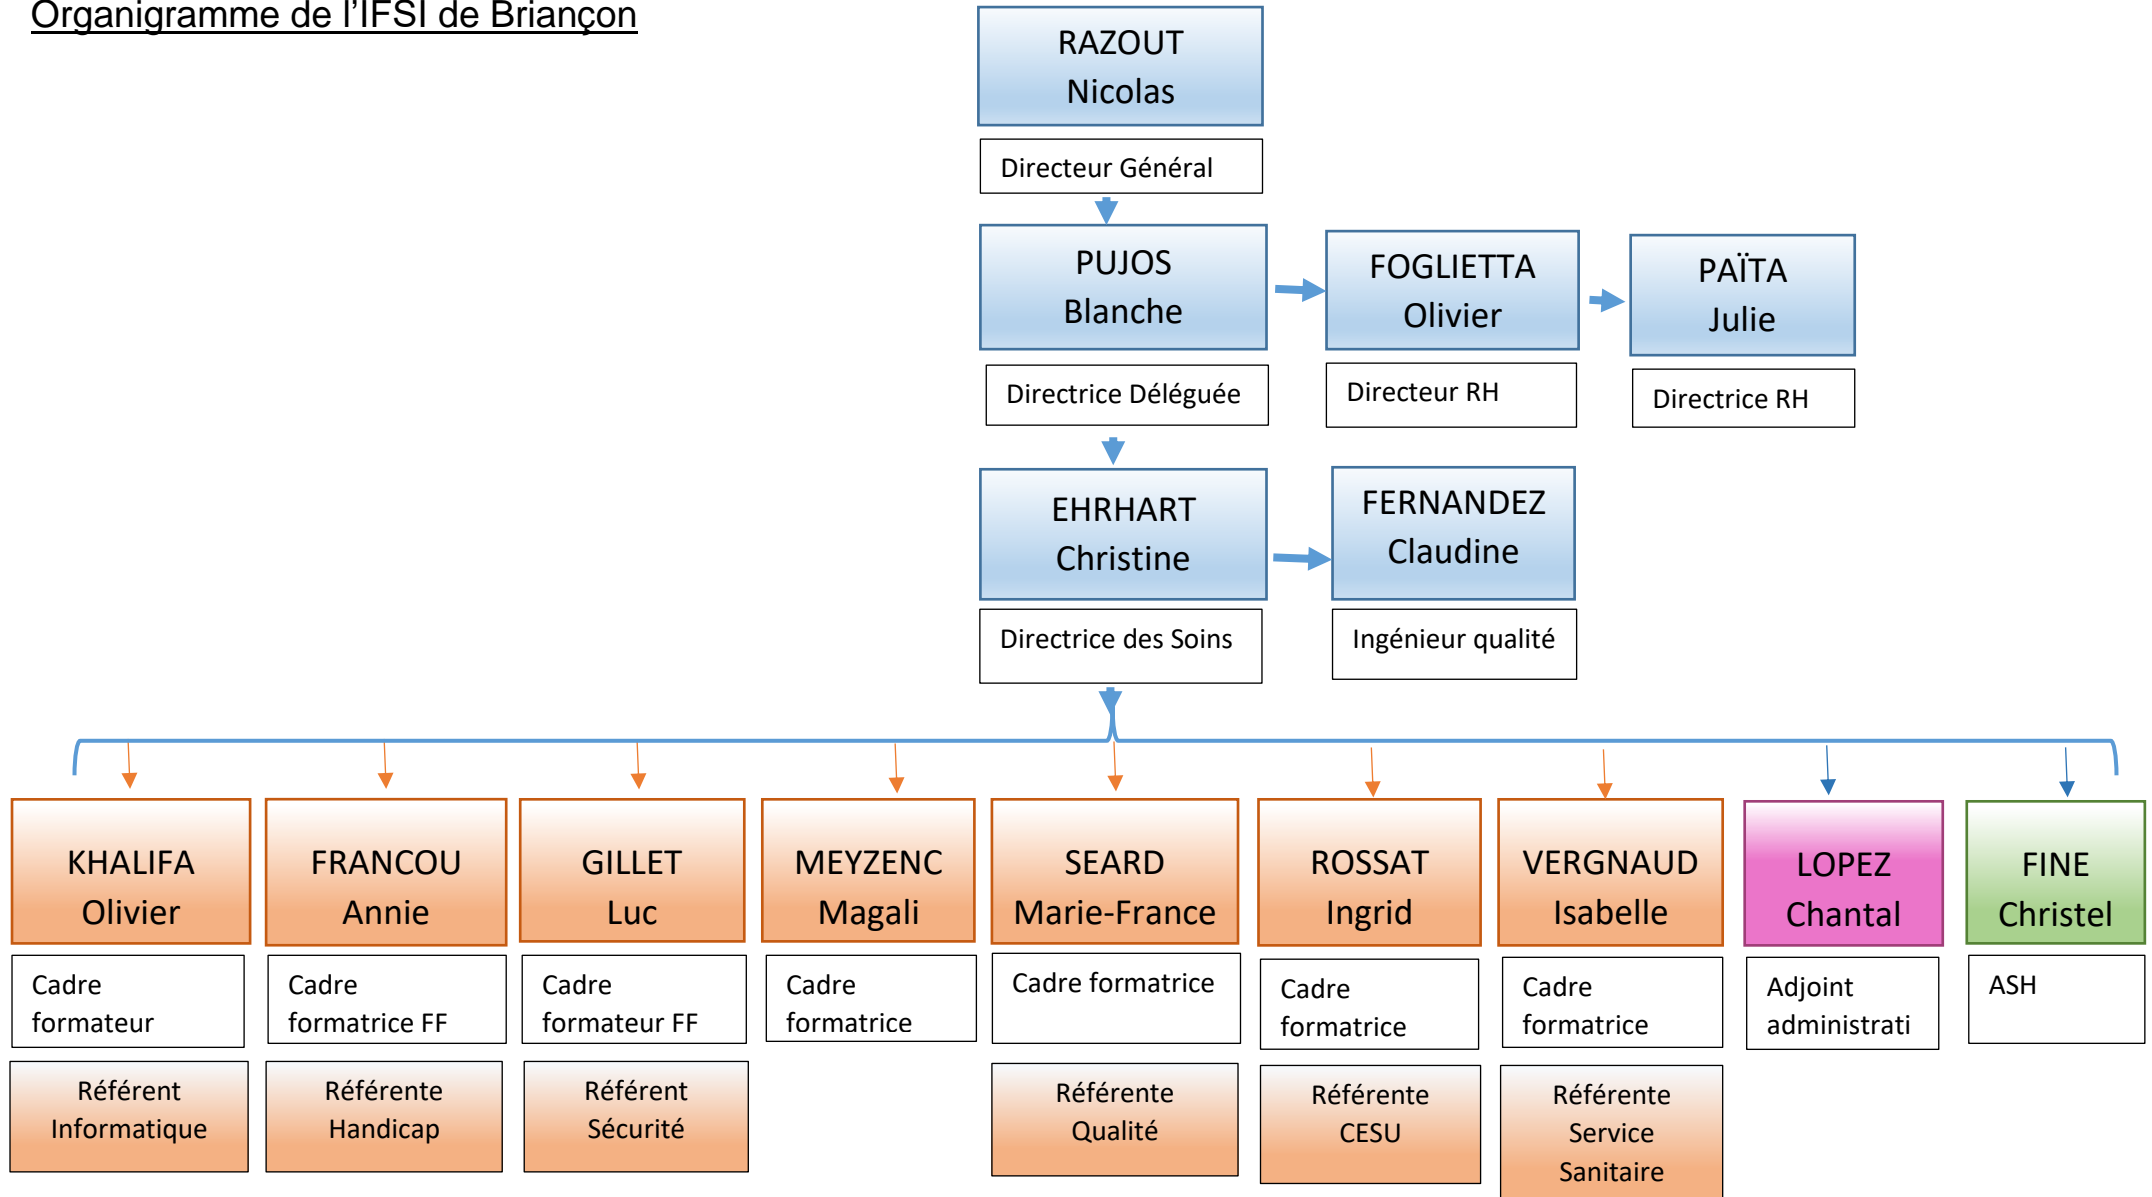 Organigramme de l'IFSI de Briançon
RAZOUT
Nicolas
Directeur Général
PUJOS
Blanche
FOGLIETTA
Olivier
PAÏTA
Julie
Directrice Déléguée
Directeur RH
Directrice RH
EHRHART
Christine
FERNANDEZ
Claudine
Directrice des Soins
Ingénieur qualité
KHALIFA
Olivier
FRANCOU
Annie
GILLET
Luc
MEYZENC
Magali
SEARD
Marie-France
ROSSAT
Ingrid
VERGNAUD
Isabelle
LOPEZ
Chantal
FINE
Christel
Cadre
formateur
Cadre
formatrice FF
Cadre
formateur FF
Cadre
formatrice
Cadre formatrice
Cadre
formatrice
Cadre
formatrice
Adjoint
administrati
ASH
Référent
Informatique
Référente
Handicap
Référent
Sécurité
Référente
Qualité
Référente
CESU
Référente
Service
Sanitaire